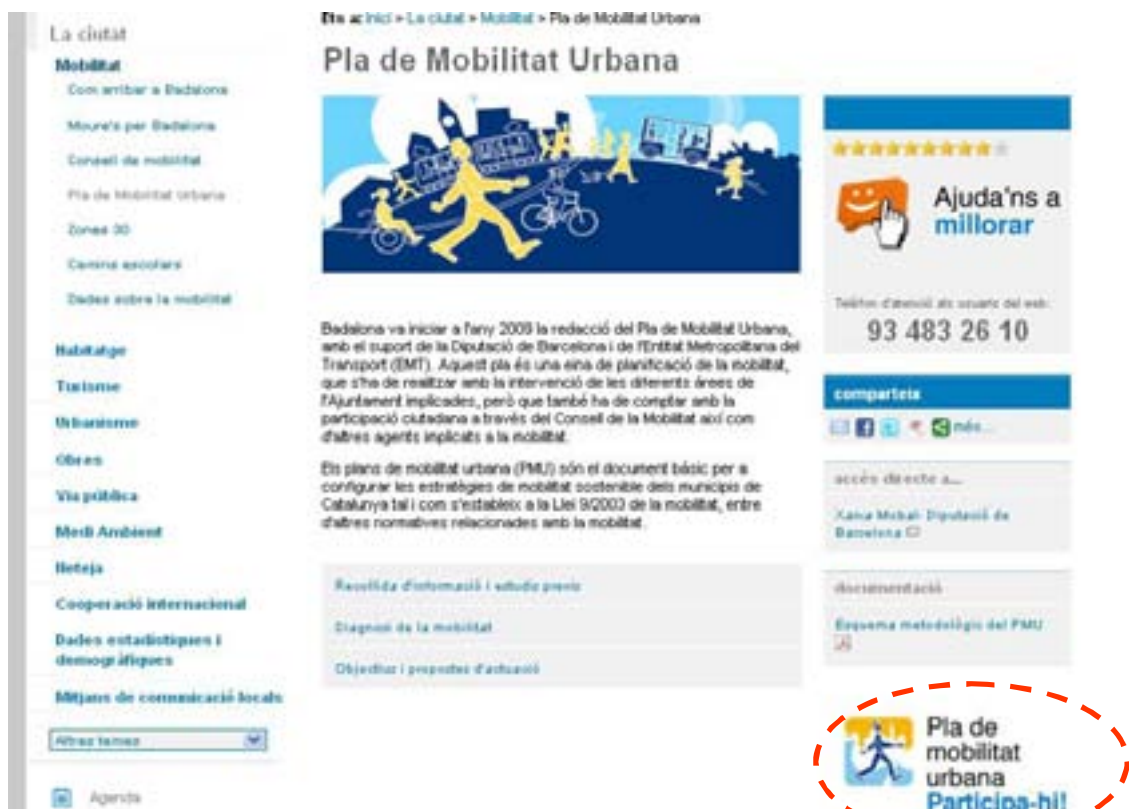 Ets a: Inici » La ciutat » Mobilitat » Pla de Mobilitat Urbana
La ciutat
Mobilitat
Com arribar a Badalona
Moure's per Badalona
Consell de mobilitat
Pla de Mobilitat Urbana
Zones 30
Camins escolars
Dades sobre la mobilitat
Habitatge
Turisme
Urbanisme
Obres
Via pública
Medi Ambient
Neteja
Cooperació internacional
Dades estadístiques i
demogràfiques
Mitjans de comunicació locals
Altres temes
Agenda
Pla de Mobilitat Urbana
Badalona va iniciar a l'any 2009 la redacció del Pla de Mobilitat Urbana,
amb el suport de la Diputació de Barcelona i de l'Entitat Metropolitana del
Transport (EMT). Aquest pla és una eina de planificació de la mobilitat,
que s'ha de realitzar amb la intervenció de les diferents àrees de
l'Ajuntament implicades, però que també ha de comptar amb la
participació ciutadana a través del Consell de la Mobilitat així com
d'altres agents implicats a la mobilitat.
Els plans de mobilitat urbana (PMU) són el document bàsic per a
configurar les estratègies de mobilitat sostenible dels municipis de
Catalunya tal i com s'estableix a la Llei 9/2003 de la mobilitat, entre
d'altres normatives relacionades amb la mobilitat.
Recollida d'informació i estudis previs
Diagnosi de la mobilitat
Objectius i propostes d'actuació
Ajuda'ns a
millorar
Telèfon d'atenció als usuaris del web:
93 483 26 10
comparteix
més...
accés directe a...
Xarxa Mobal- Diputació de
Barcelona
documentació
Esquema metodològic del PMU
Pla de
mobilitat
urbana
Participa-hi!